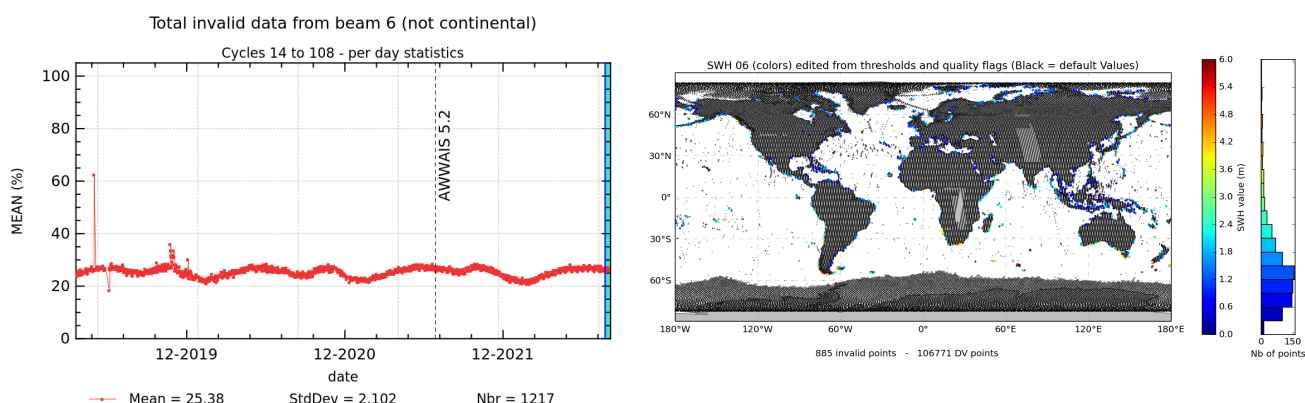 Total invalid data from beam 6 (not continental)
Cycles 14 to 108 - per day statistics
100
80
60
40
20
0
MEAN (%)
AWWAIS 5.2
12-2019
12-2020
12-2021
date
Mean = 25.38
StdDev = 2.102
Nbr = 1217
SWH 06 (colors) edited from thresholds and quality flags (Black = default Values)
60°N
30°N
0°
30°S
60°S
180°W
120°W
60°W
0°
60°E
120°E
180°E
885 invalid points - 106771 DV points
6.0
5.4
4.8
4.2
3.6
3.0
2.4
1.8
1.2
0.6
0.0
SWH value (m)
0
150
Nb of points